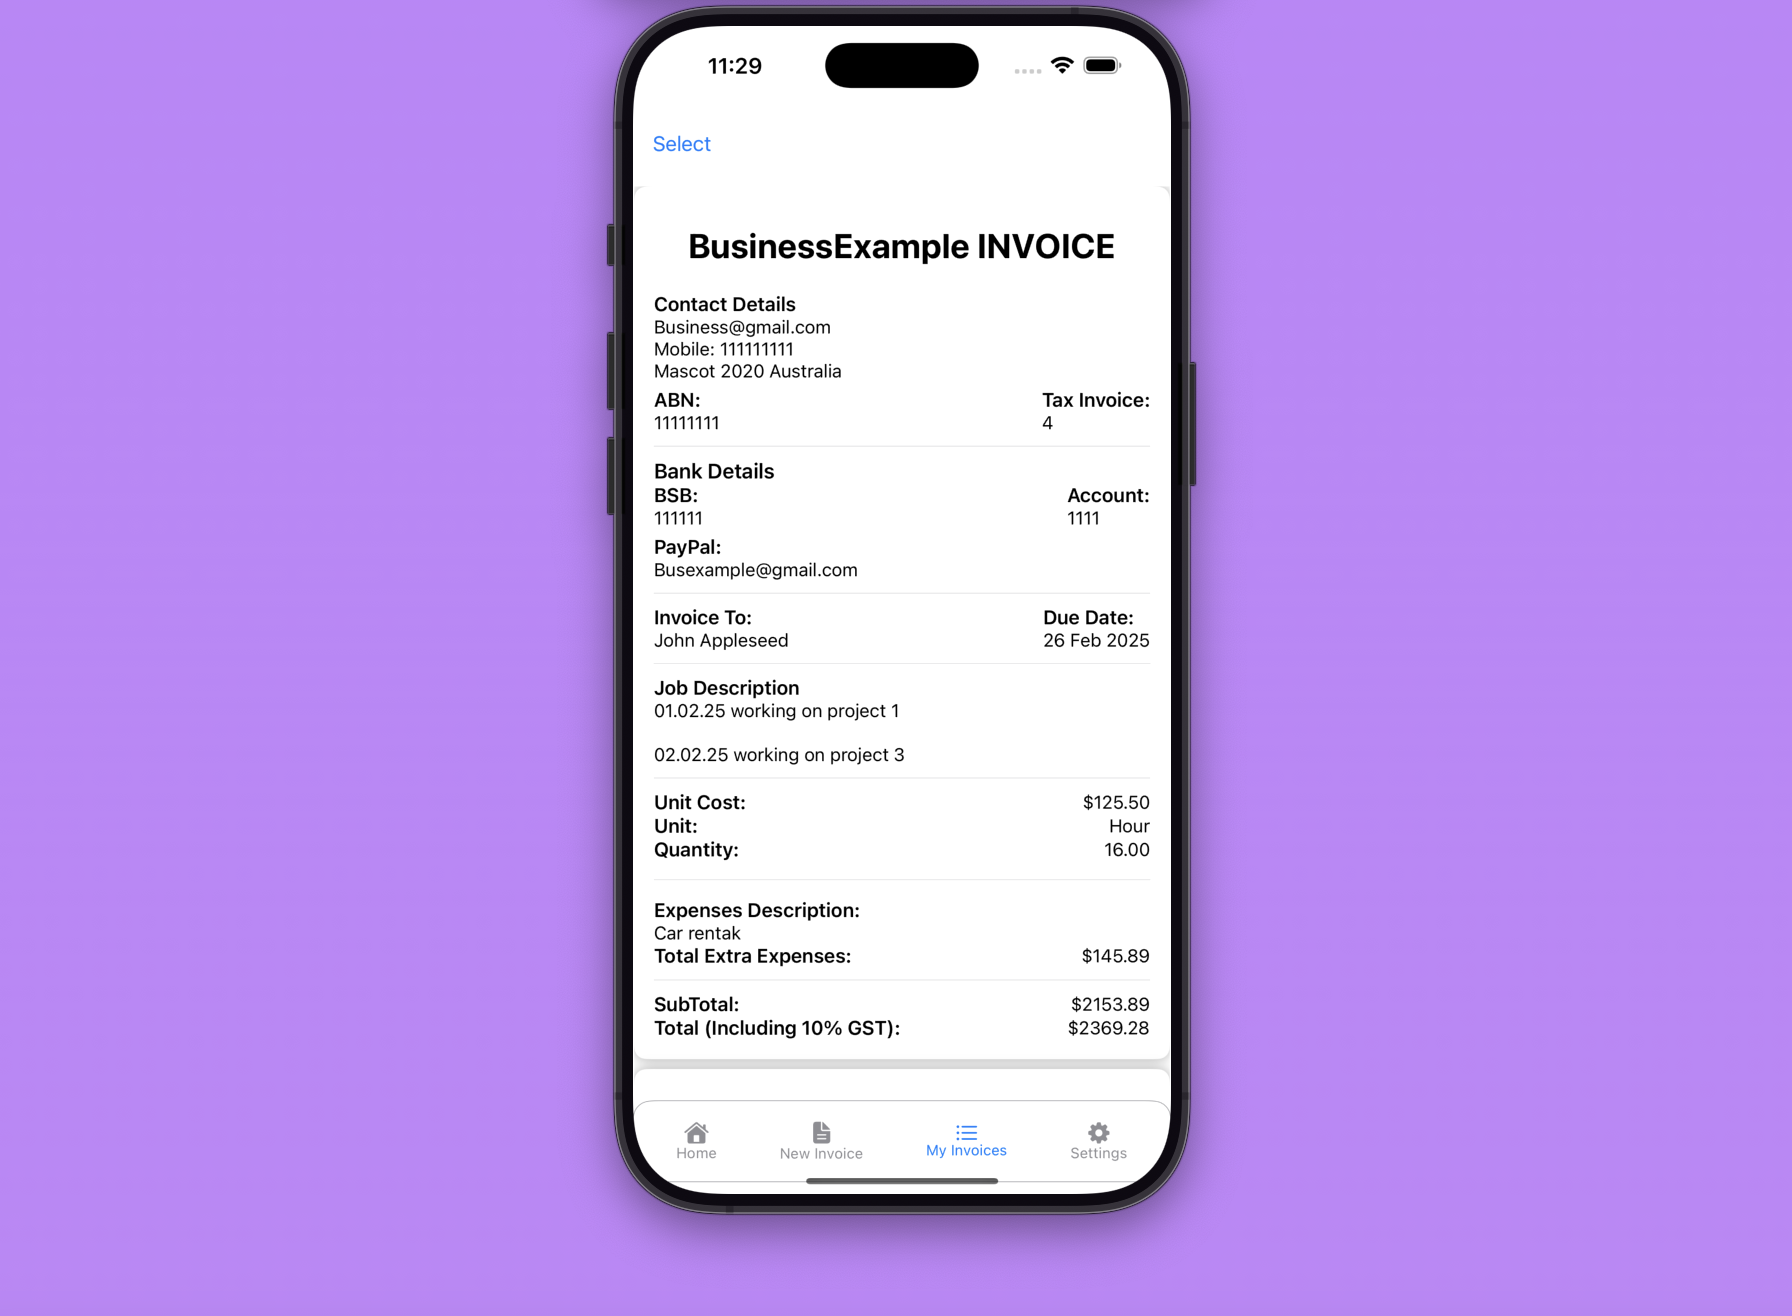 11:29
Select
BusinessExample INVOICE
Contact Details
Business@gmail.com
Mobile: 111111111
Mascot 2020 Australia
ABN: Tax Invoice:
11111111 4
Bank Details
BSB: Account:
111111 1111
PayPal:
Busexample@gmail.com
Invoice To: Due Date:
John Appleseed 26 Feb 2025
Job Description
01.02.25 working on project 1
02.02.25 working on project 3
Unit Cost: $125.50
Unit: Hour
Quantity: 16.00
Expenses Description:
Car rentak
Total Extra Expenses: $145.89
SubTotal: $2153.89
Total (Including 10% GST): $2369.28
Home New Invoice My Invoices Settings